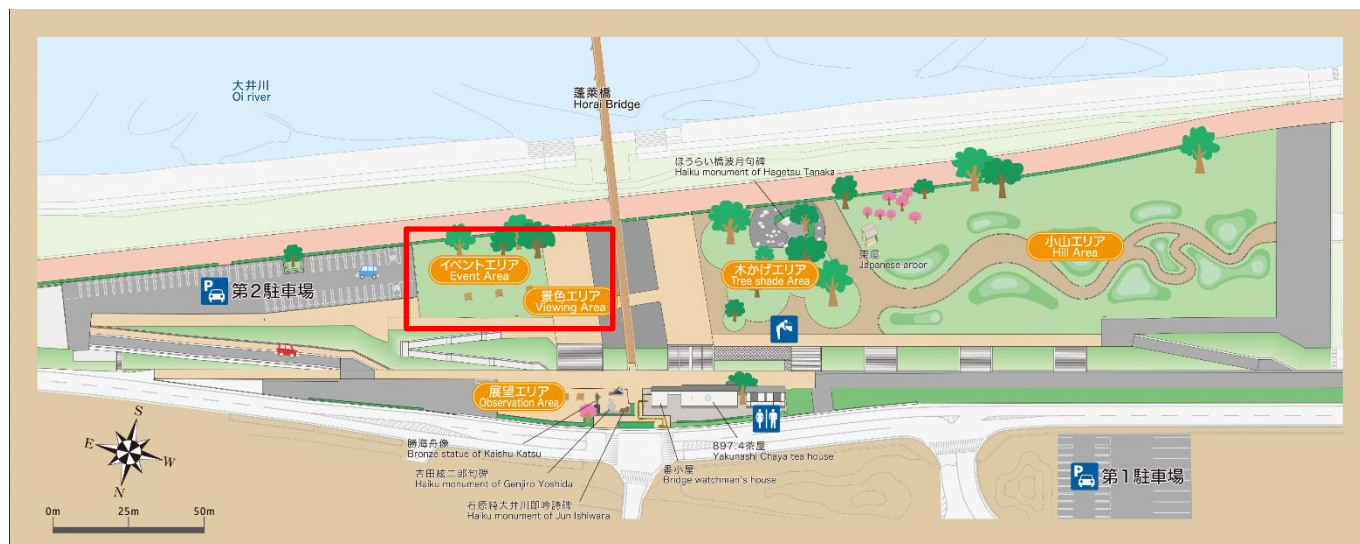 大井川
Oi river
蓬莱橋
Horai Bridge
ほうらい橋波月句碑
Haiku monument of Hagetsu Tanaka
イベントエリア
Event Area
景色エリア
Viewing Area
P
第2駐車場
木かげエリア
Tree shade Area
東屋
Japanese arbor
小山エリア
Hill Area
展望エリア
Observation Area
勝海舟像
Bronze statue of Kaishu Katsu
吉田絃二郎句碑
Haiku monument of Genjiro Yoshida
石原純大井川即吟詩碑
Haiku monument of Jun Ishiwara
番小屋
Bridge watchman's house
897.4茶屋
Yakunashi Chaya tea house
P
第1駐車場
S
E
W
N
0m
25m
50m